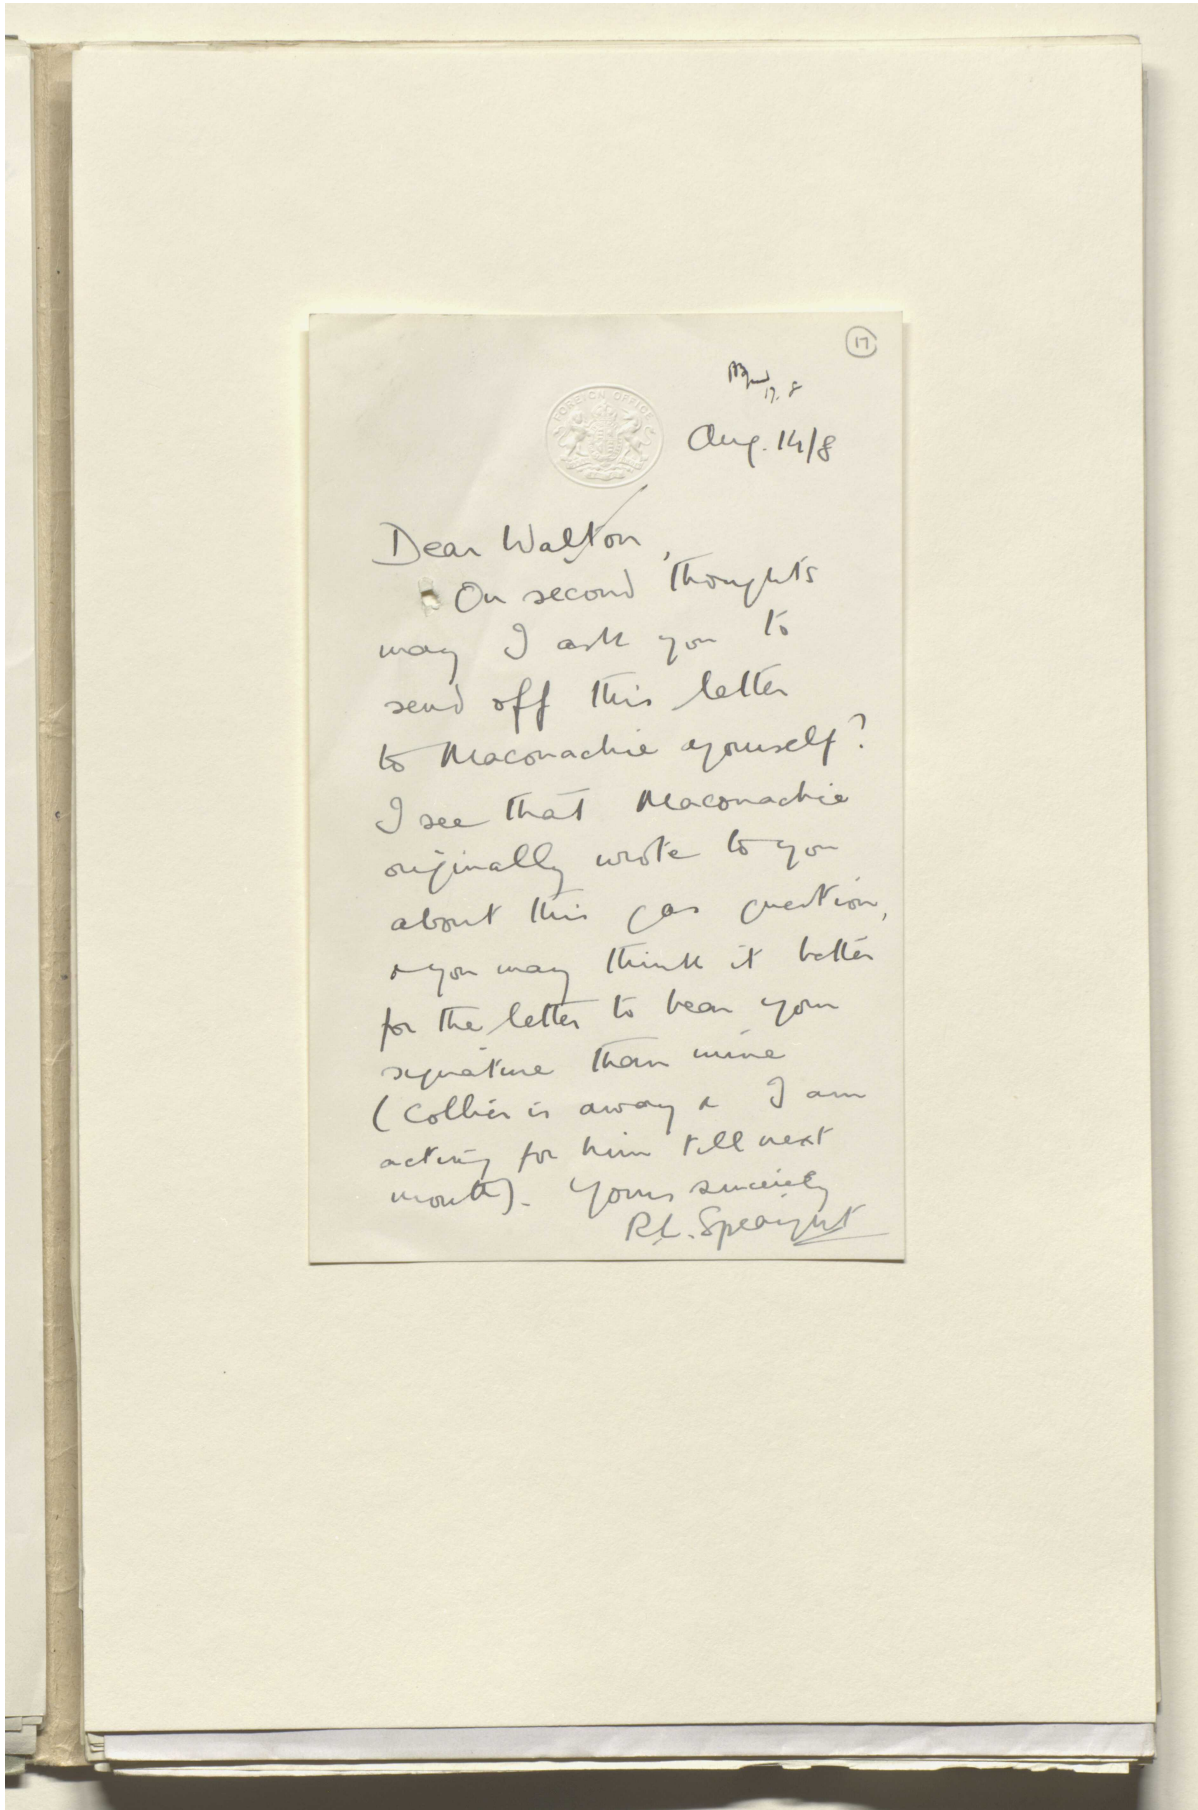 17
17. 8
FOREIGN OFFICE
Aug. 14/8
Dear Walton,
On second thoughts
may I ask you to
send off this letter
to Maconachie yourself?
I see that Maconachie
originally wrote to you
about this gas question,
& you may think it better
for the letter to bear your
signature than mine
(Collier is away & I am
acting for him till next
month). Yours sincerely
R.L. Speaight